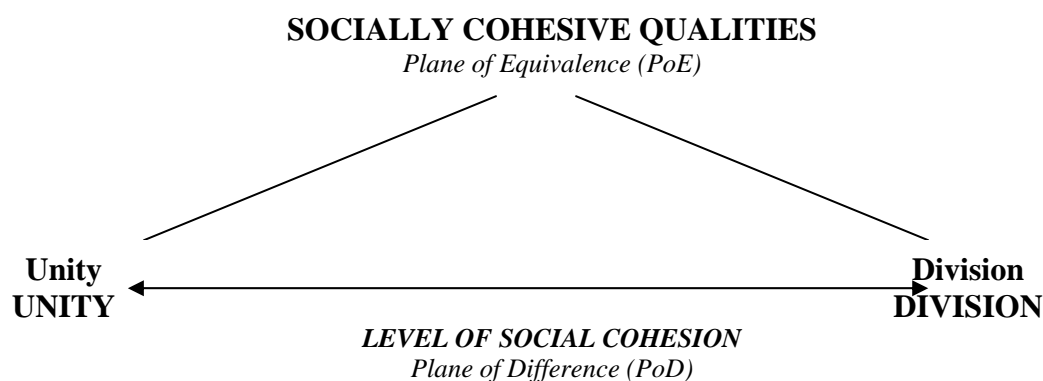 SOCIALLY COHESIVE QUALITIES
Plane of Equivalence (PoE)
Unity
UNITY
Division
DIVISION
LEVEL OF SOCIAL COHESION
Plane of Difference (PoD)